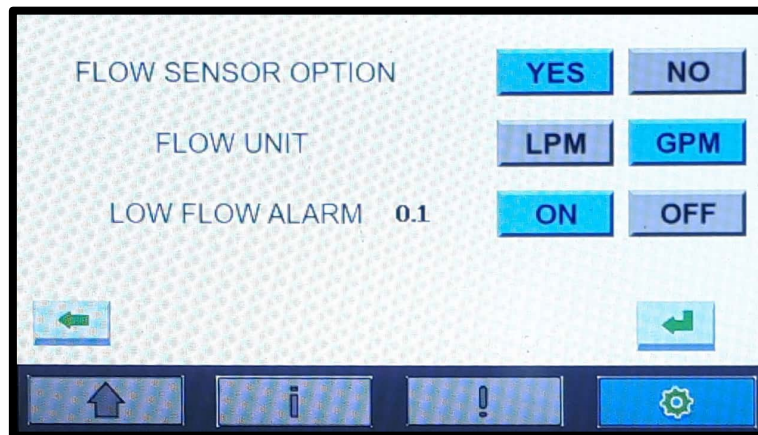 FLOW SENSOR OPTION YES NO
FLOW UNIT LPM GPM
LOW FLOW ALARM 0.1 ON OFF
i !